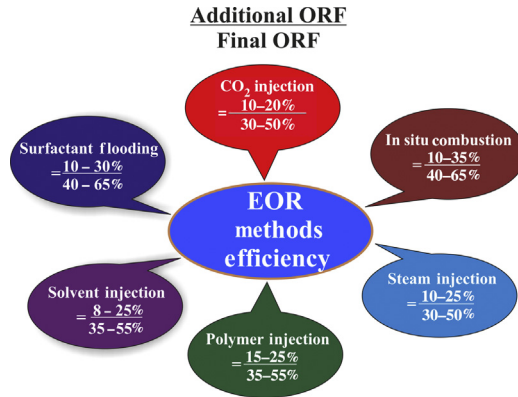 Additional ORF
Final ORF
CO₂ injection
= 10–20%
30–50%
Surfactant flooding
= 10 – 30%
40 – 65%
In situ combustion
= 10–35%
40–65%
EOR
methods
efficiency
Solvent injection
= 8 – 25%
35–55%
Steam injection
= 10–25%
30–50%
Polymer injection
= 15–25%
35–55%